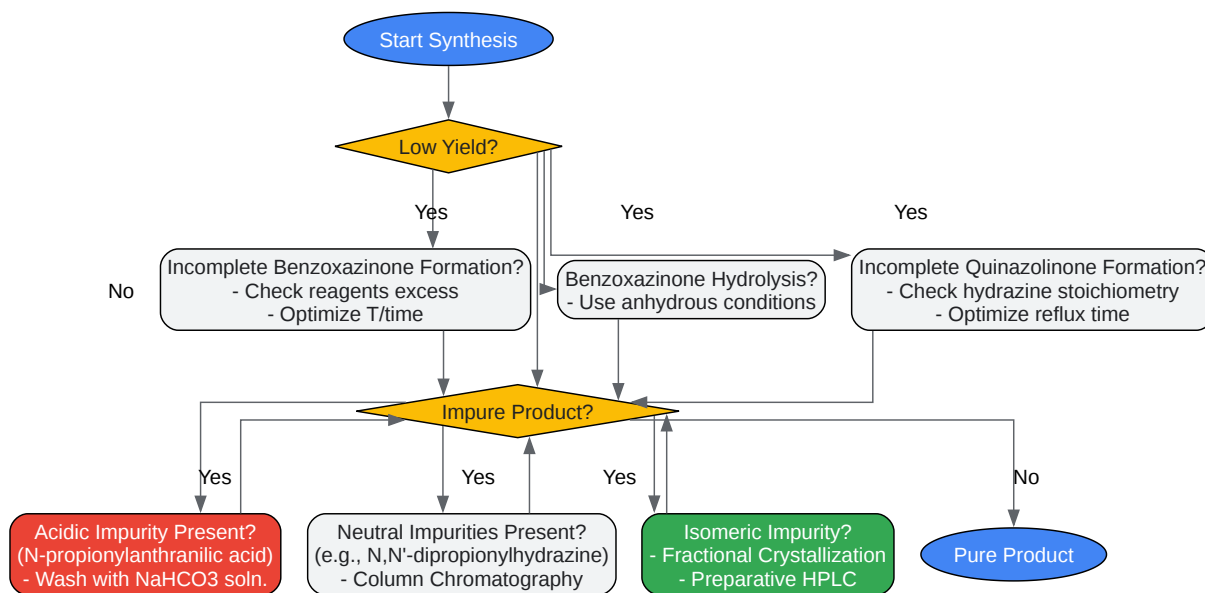 Start Synthesis
Low Yield?
Yes
Yes
Yes
No
Incomplete Benzoxazinone Formation?
- Check reagents excess
- Optimize T/time
Benzoxazinone Hydrolysis?
- Use anhydrous conditions
Incomplete Quinazolinone Formation?
- Check hydrazine stoichiometry
- Optimize reflux time
Impure Product?
Yes
Yes
Yes
No
Acidic Impurity Present?
(N-propionylanthranilic acid)
- Wash with NaHCO3 soln.
Neutral Impurities Present?
(e.g., N,N'-dipropionylhydrazine)
- Column Chromatography
Isomeric Impurity?
- Fractional Crystallization
- Preparative HPLC
Pure Product